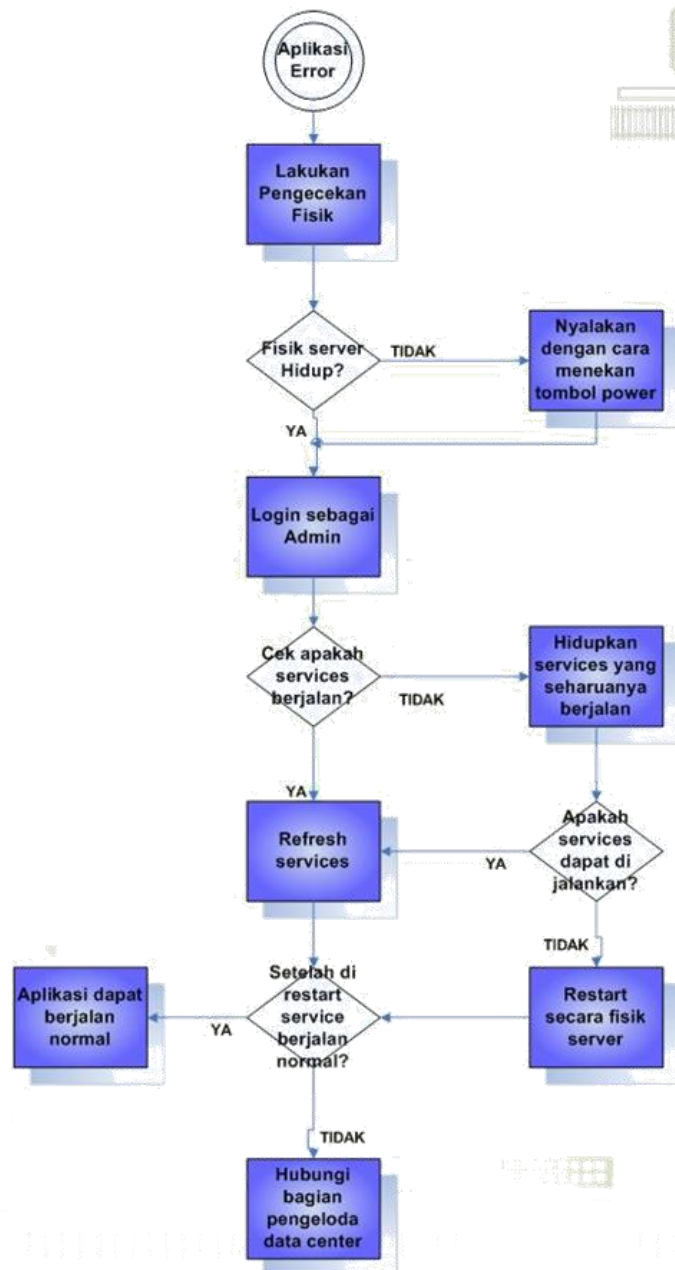 Aplikasi
Error
Lakukan
Pengecekan
Fisik
Fisik server
Hidup?
TIDAK
Nyalakan
dengan cara
menekan
tombol power
YA
Login sebagai
Admin
Cek apakah
services
berjalan?
TIDAK
Hidupkan
services yang
seharuanya
berjalan
YA
Refresh
services
YA
Apakah
services
dapat di
jalankan?
TIDAK
Aplikasi dapat
berjalan
normal
YA
Setelah di
restart
service
berjalan
normal?
Restart
secara fisik
server
TIDAK
Hubungi
bagian
pengeloda
data center